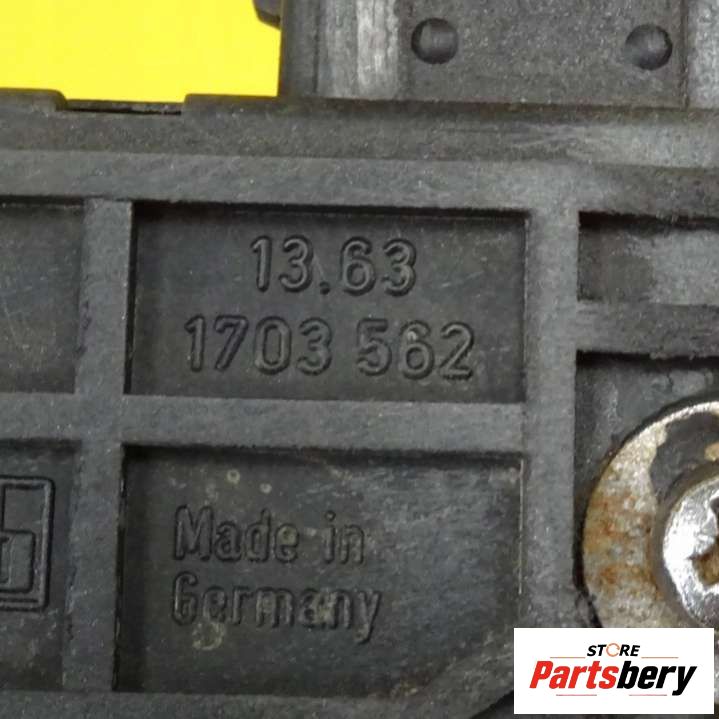 13.63
1703 562
Made in
Germany
STORE
Partsbery